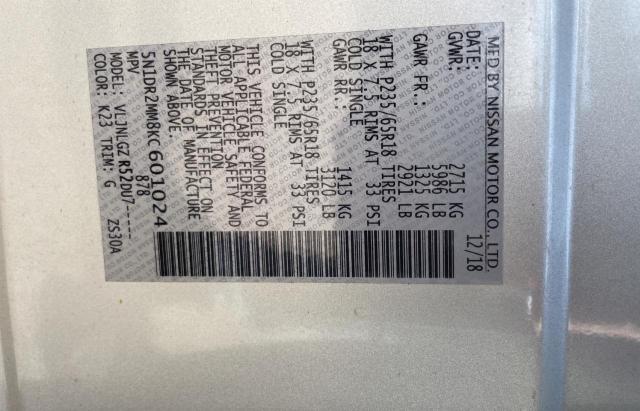 MFD BY NISSAN MOTOR CO., LTD.
DATE: 12/18
GVWR: 2715 KG
5986 LB
GAWR FR.: 1325 KG
2921 LB
WITH P235/65R18 TIRES
18 X 7.5 RIMS AT 33 PSI
COLD SINGLE
GAWR RR.: 1415 KG
3120 LB
WITH P235/65R18 TIRES
18 X 7.5 RIMS AT 33 PSI
COLD SINGLE
THIS VEHICLE CONFORMS TO
ALL APPLICABLE FEDERAL
MOTOR VEHICLE SAFETY AND
THEFT PREVENTION
STANDARDS IN EFFECT ON
THE DATE OF MANUFACTURE
SHOWN ABOVE.
5N1DR2MM8KC601024
MPV 878
MODEL: VLJNLGZ R52DU7-----
COLOR: K23 TRIM: G ZS30A